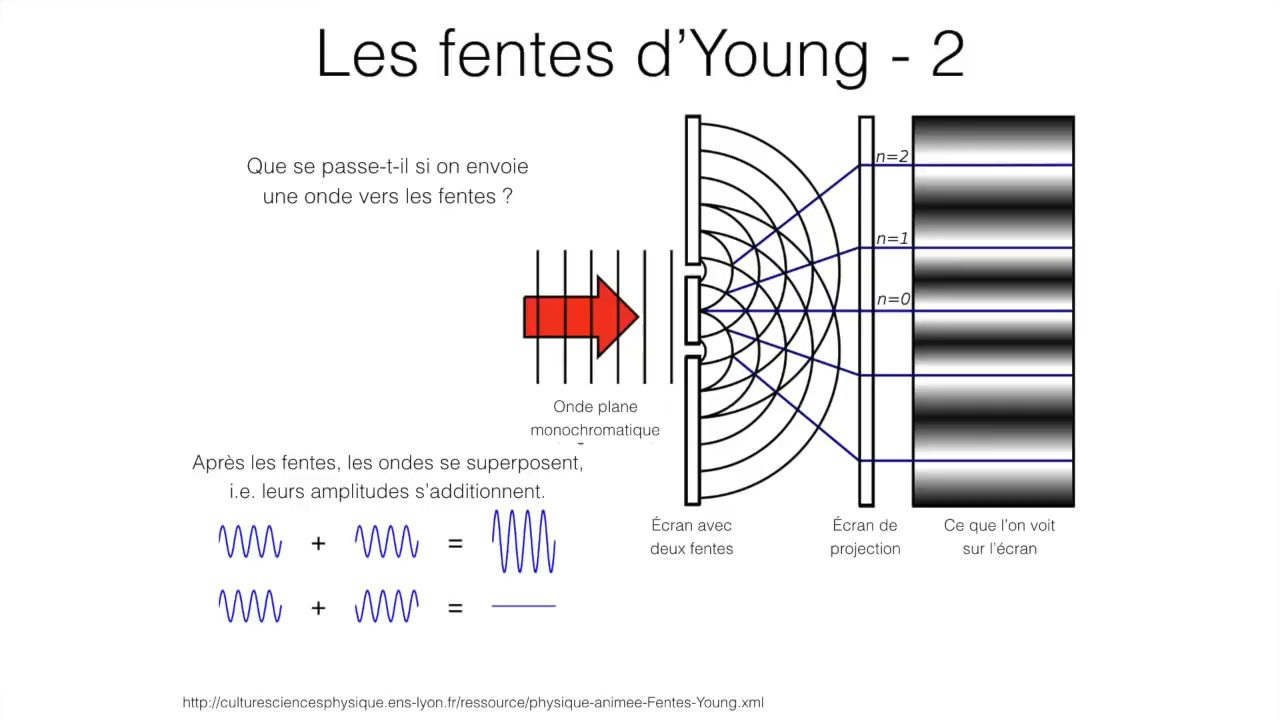 Les fentes d’Young - 2
Que se passe-t-il si on envoie
une onde vers les fentes ?
n=2
n=1
n=0
Onde plane
monochromatique
Après les fentes, les ondes se superposent,
i.e. leurs amplitudes s’additionnent.
+ =
+ =
Écran avec
deux fentes
Écran de
projection
Ce que l’on voit
sur l’écran
http://culturesciencesphysique.ens-lyon.fr/ressource/physique-animee-Fentes-Young.xml